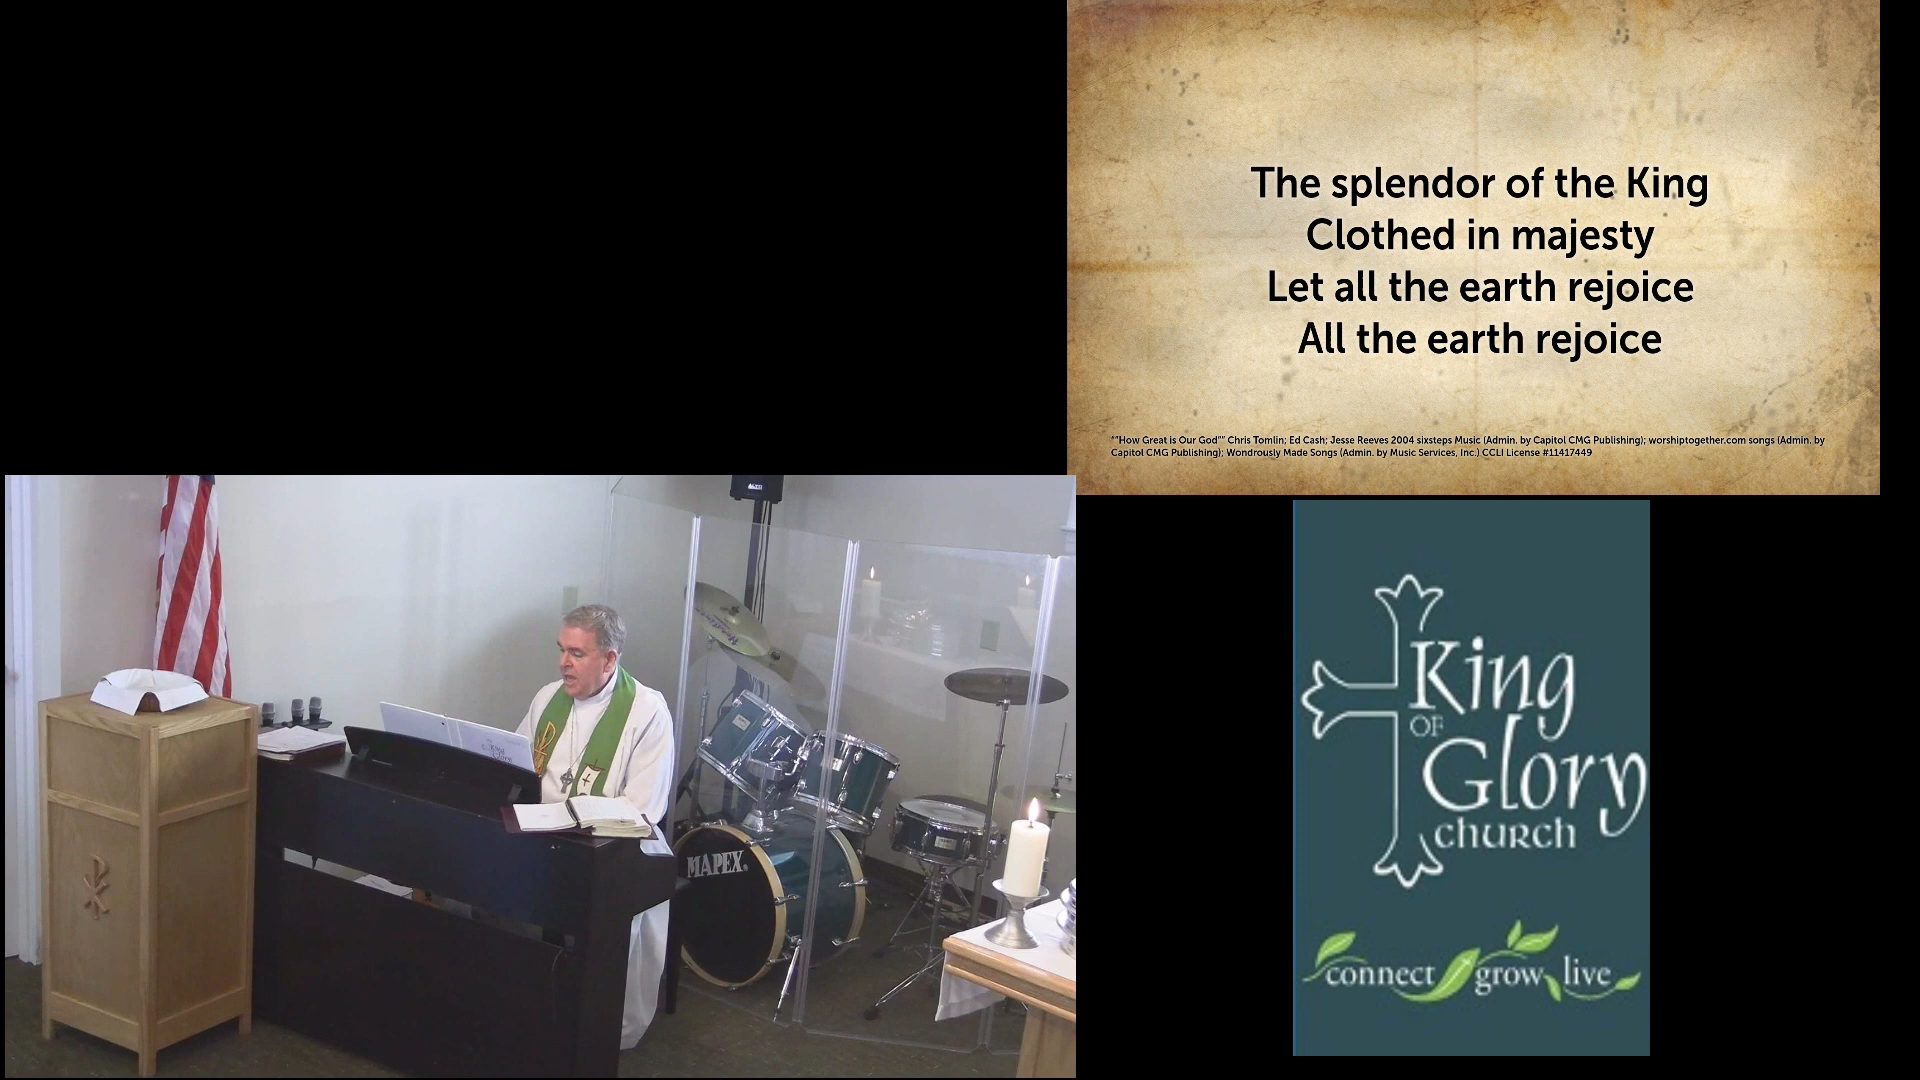 The splendor of the King
Clothed in majesty
Let all the earth rejoice
All the earth rejoice
""How Great is Our God"" Chris Tomlin; Ed Cash; Jesse Reeves 2004 sixsteps Music (Admin. by Capitol CMG Publishing); worshiptogether.com songs (Admin. by
Capitol CMG Publishing); Wondrously Made Songs (Admin. by Music Services, Inc.) CCLI License #11417449
King
OF
Glory
church
connect grow live
King
Glory
MAPEX